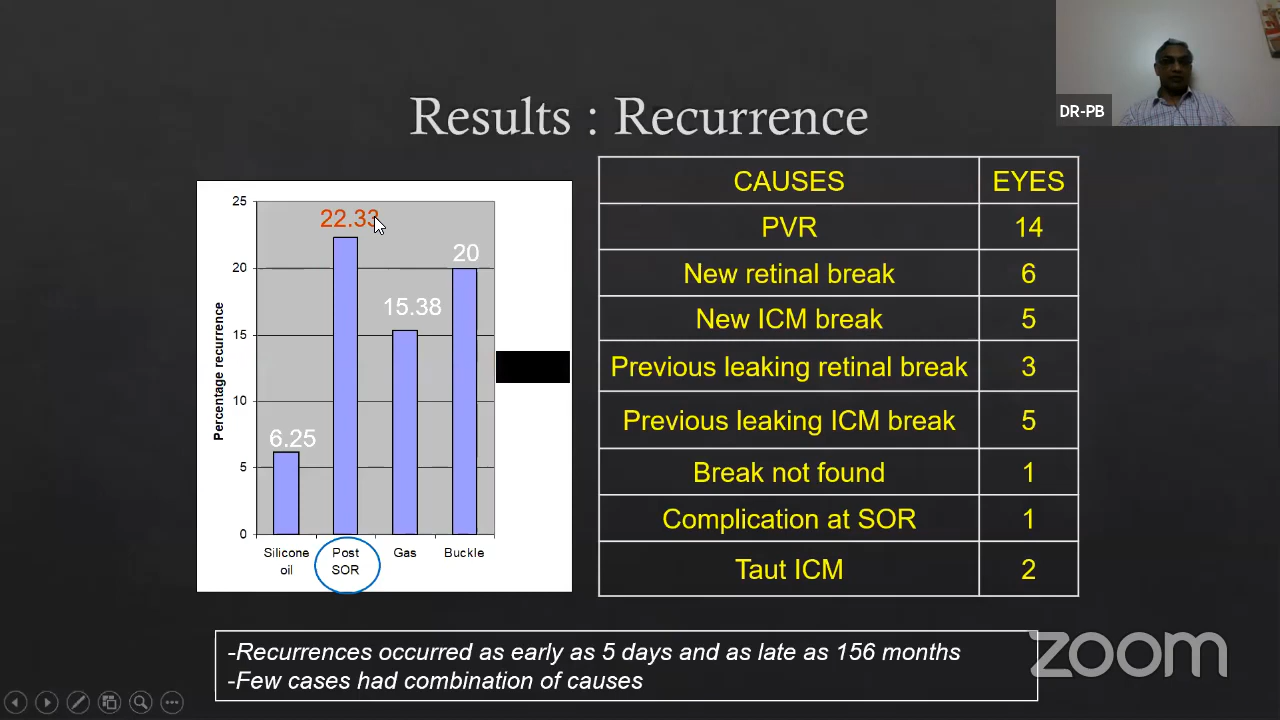 DR-PB
Results : Recurrence
25
20
15
10
5
0
Percentage recurrence
6.25
22.33
15.38
20
Silicone
oil
Post
SOR
Gas
Buckle
CAUSES EYES
PVR 14
New retinal break 6
New ICM break 5
Previous leaking retinal break 3
Previous leaking ICM break 5
Break not found 1
Complication at SOR 1
Taut ICM 2
-Recurrences occurred as early as 5 days and as late as 156 months
-Few cases had combination of causes
zoom